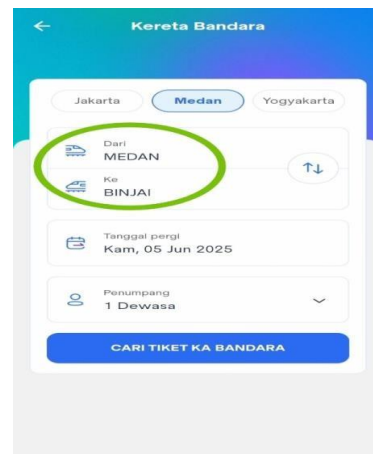 Kereta Bandara
Jakarta Medan Yogyakarta
Dari
MEDAN
Ke
BINJAI
Tanggal pergi
Kam, 05 Jun 2025
Penumpang
1 Dewasa
CARI TIKET KA BANDARA